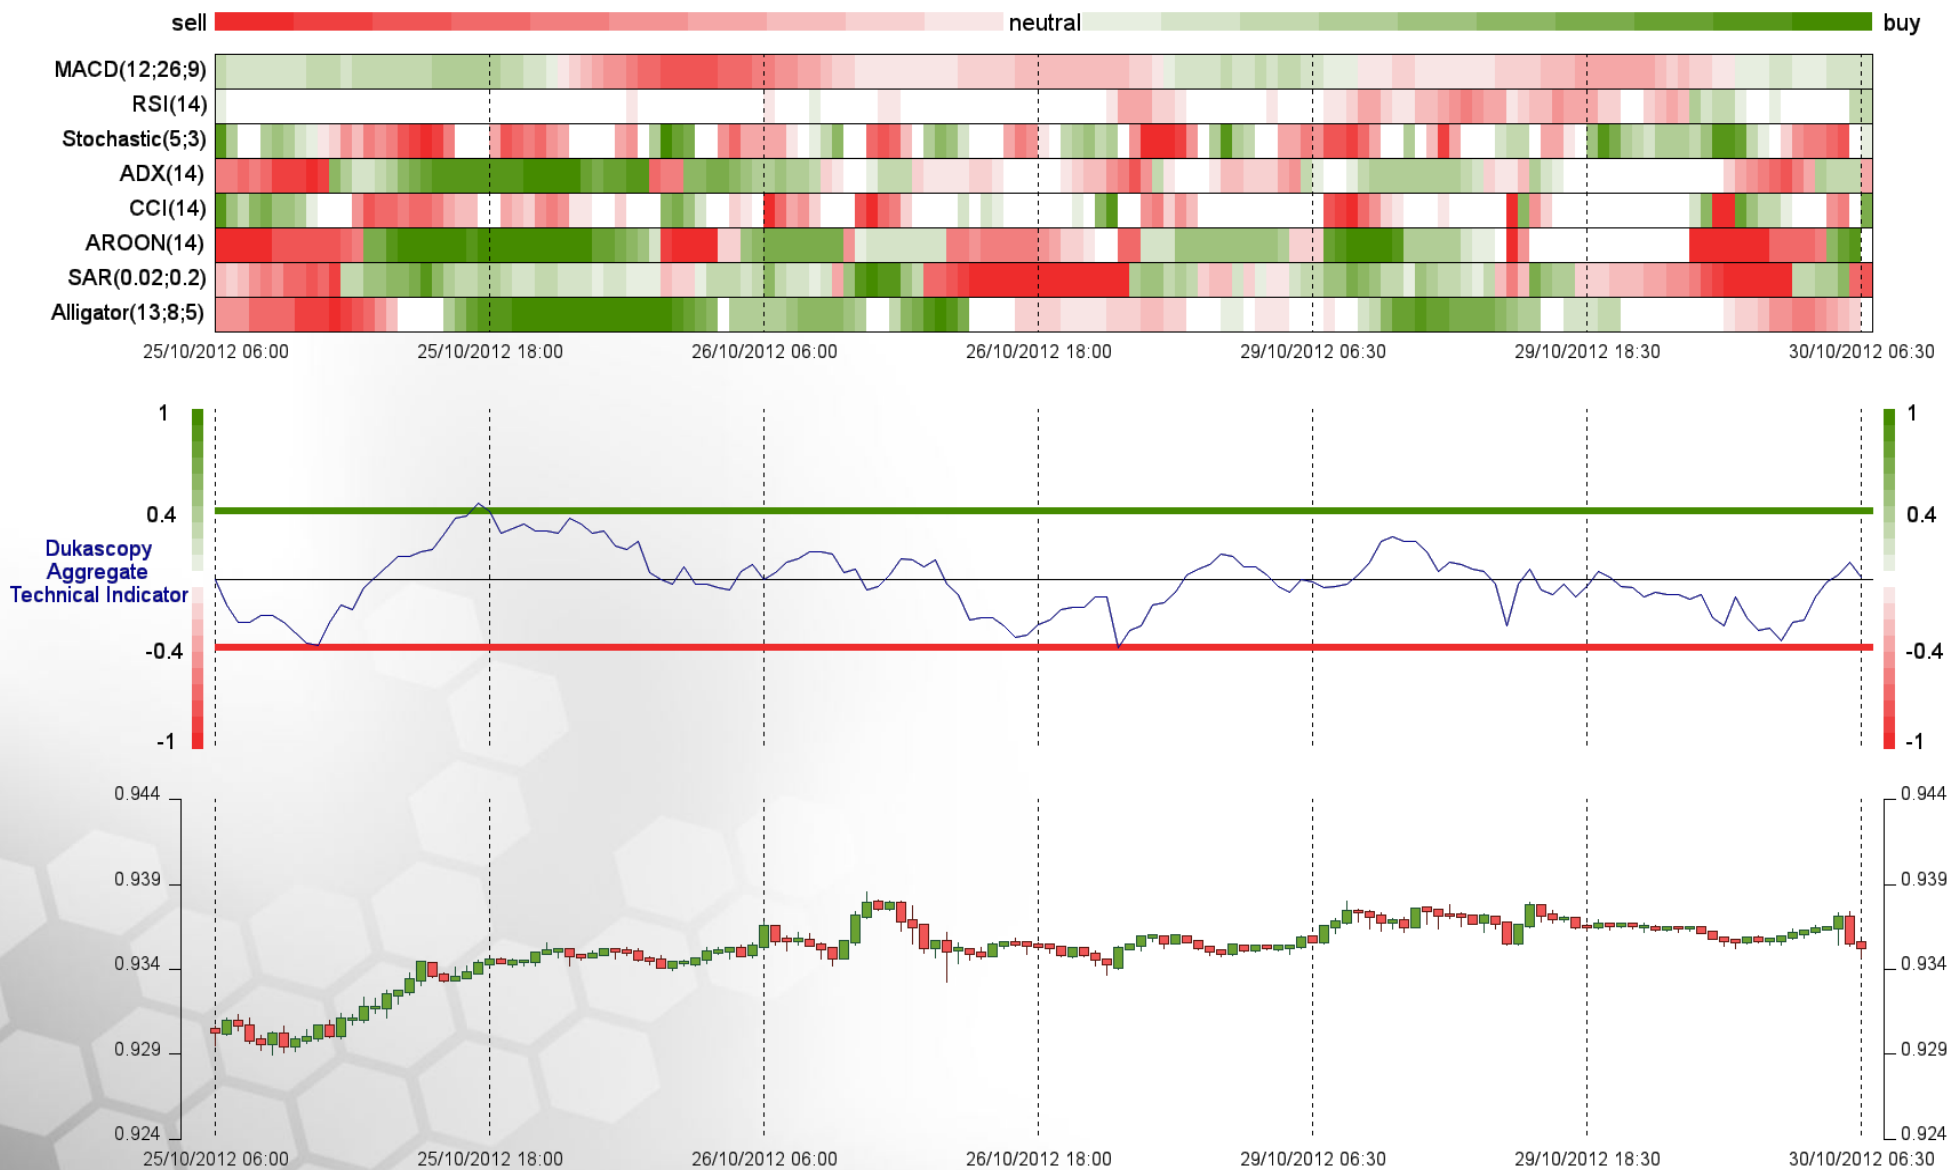 sell neutral buy
MACD(12;26;9)
RSI(14)
Stochastic(5;3)
ADX(14)
CCI(14)
AROON(14)
SAR(0.02;0.2)
Alligator(13;8;5)
25/10/2012 06:00 25/10/2012 18:00 26/10/2012 06:00 26/10/2012 18:00 29/10/2012 06:30 29/10/2012 18:30 30/10/2012 06:30
1 1
0.4 0.4
Dukascopy
Aggregate
Technical Indicator
-0.4 -0.4
-1 -1
0.944 0.944
0.939 0.939
0.934 0.934
0.929 0.929
0.924 0.924
25/10/2012 06:00 25/10/2012 18:00 26/10/2012 06:00 26/10/2012 18:00 29/10/2012 06:30 29/10/2012 18:30 30/10/2012 06:30